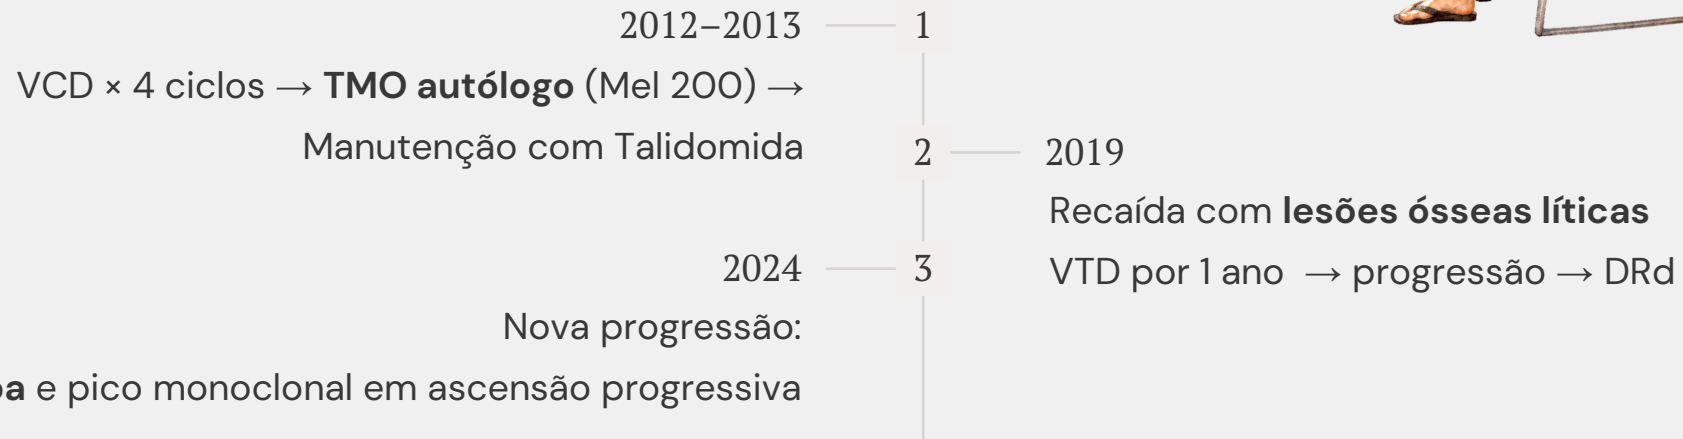 2012–2013
1
VCD × 4 ciclos → TMO autólogo (Mel 200) →
Manutenção com Talidomida
2
2019
Recaída com lesões ósseas líticas
VTD por 1 ano → progressão → DRd
2024
3
Nova progressão:
e pico monoclonal em ascensão progressiva